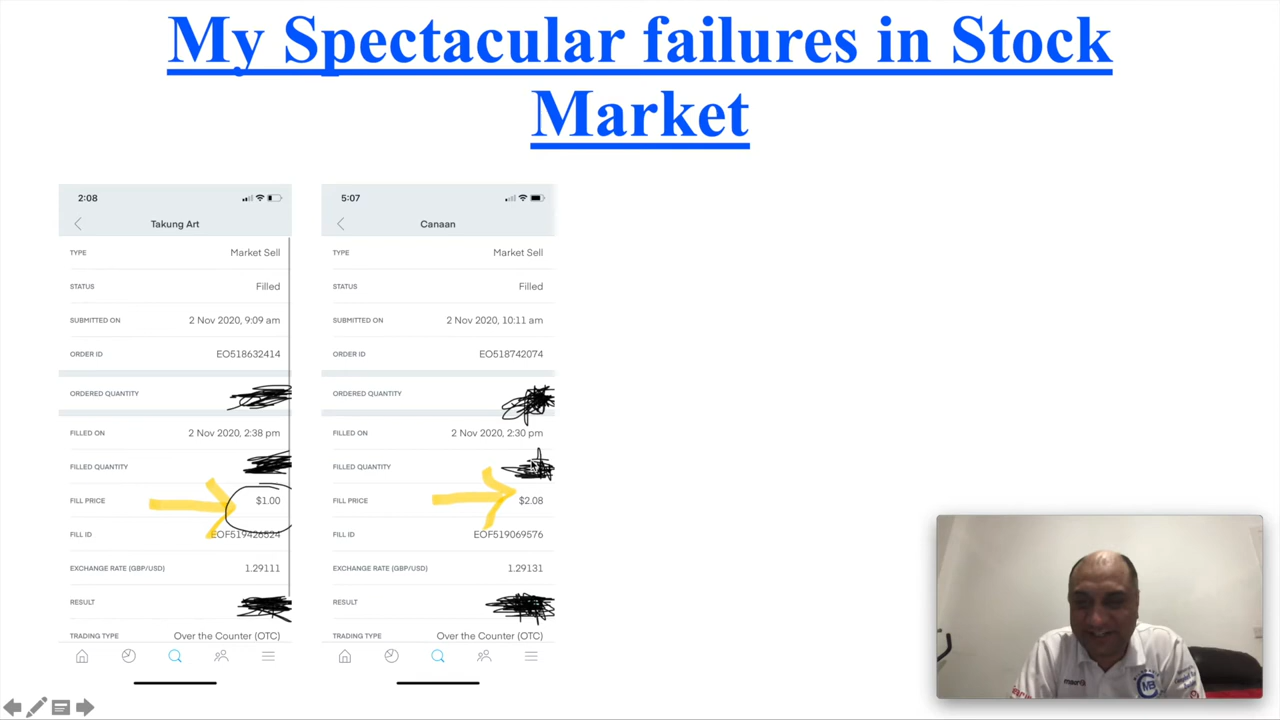 My Spectacular failures in Stock
Market
2:08
Takung Art
TYPE Market Sell
STATUS Filled
SUBMITTED ON 2 Nov 2020, 9:09 am
ORDER ID EO518632414
ORDERED QUANTITY
FILLED ON 2 Nov 2020, 2:38 pm
FILLED QUANTITY
FILL PRICE $1.00
FILL ID EOF519426524
EXCHANGE RATE (GBP/USD) 1.29111
RESULT
TRADING TYPE Over the Counter (OTC)
5:07
Canaan
TYPE Market Sell
STATUS Filled
SUBMITTED ON 2 Nov 2020, 10:11 am
ORDER ID EO518742074
ORDERED QUANTITY
FILLED ON 2 Nov 2020, 2:30 pm
FILLED QUANTITY
FILL PRICE $2.08
FILL ID EOF519069576
EXCHANGE RATE (GBP/USD) 1.29131
RESULT
TRADING TYPE Over the Counter (OTC)
MB